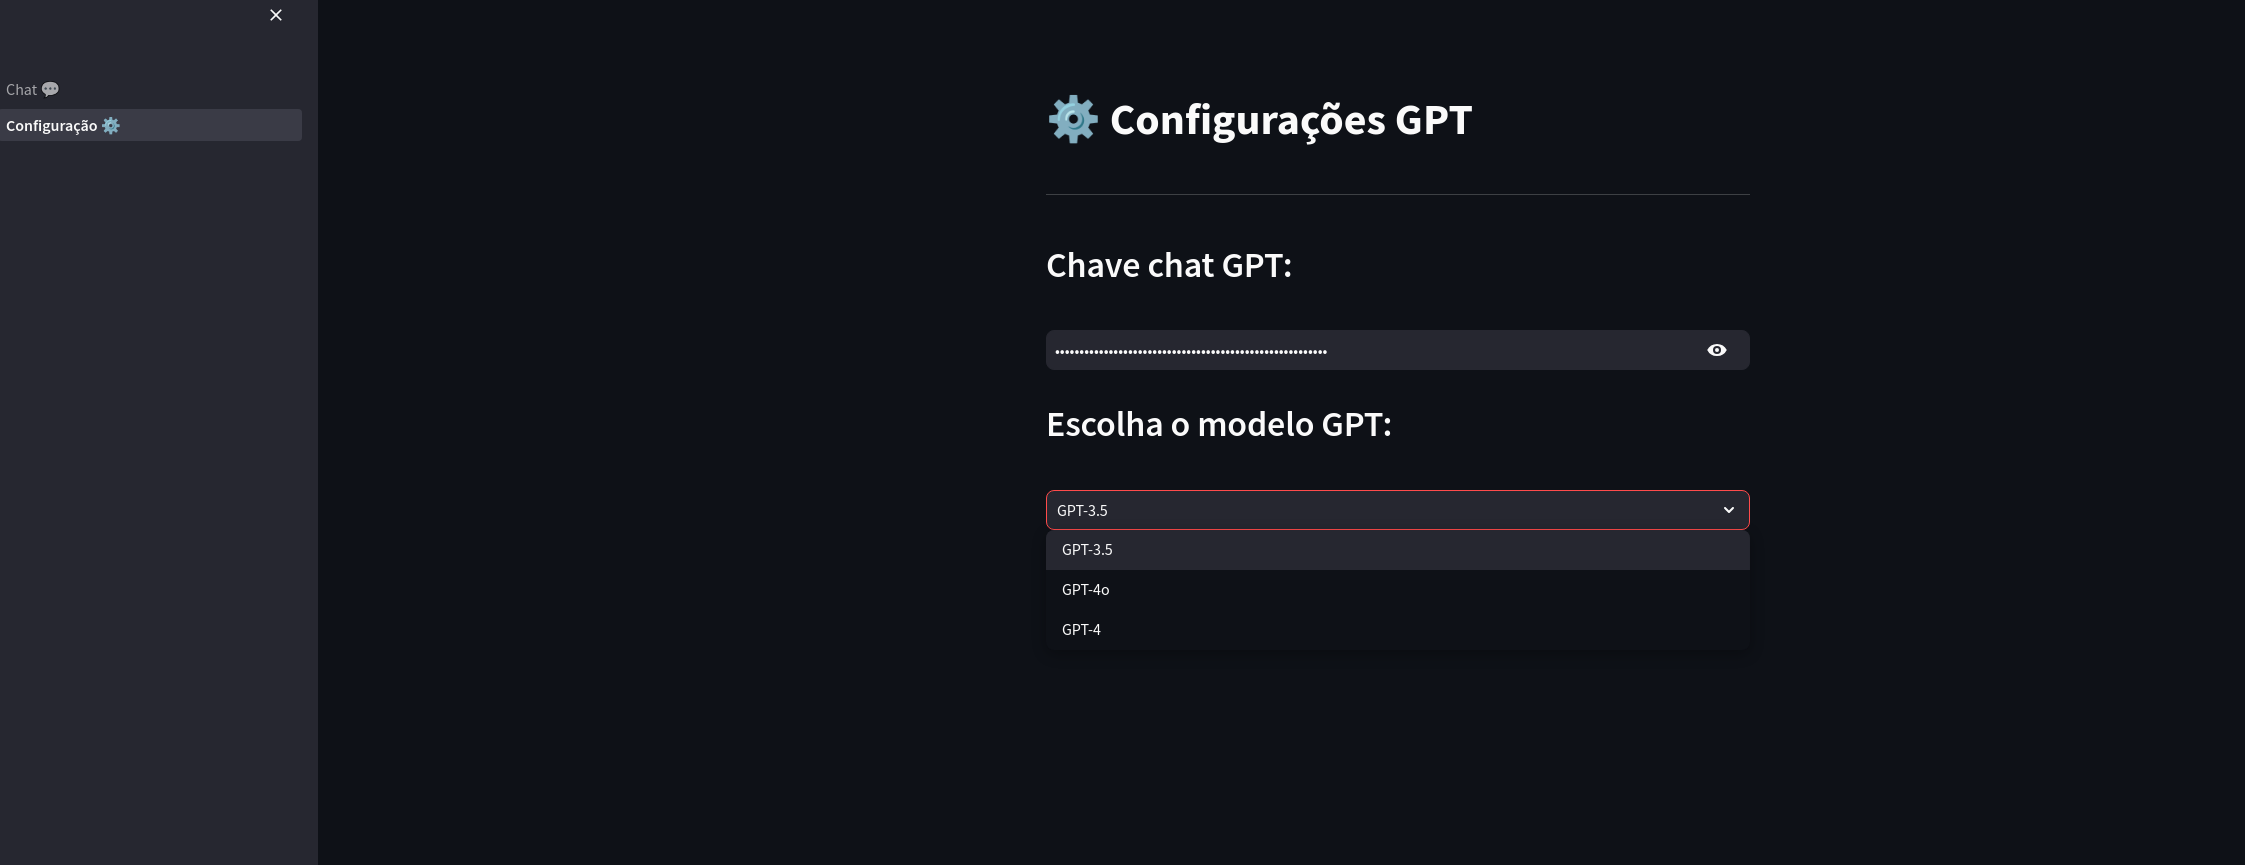 Chat 💬
Configuração ⚙️
⚙️ Configurações GPT
Chave chat GPT:
••••••••••••••••••••••••••••••••••••••••••••••••••••••••
Escolha o modelo GPT:
GPT-3.5
GPT-3.5
GPT-4o
GPT-4